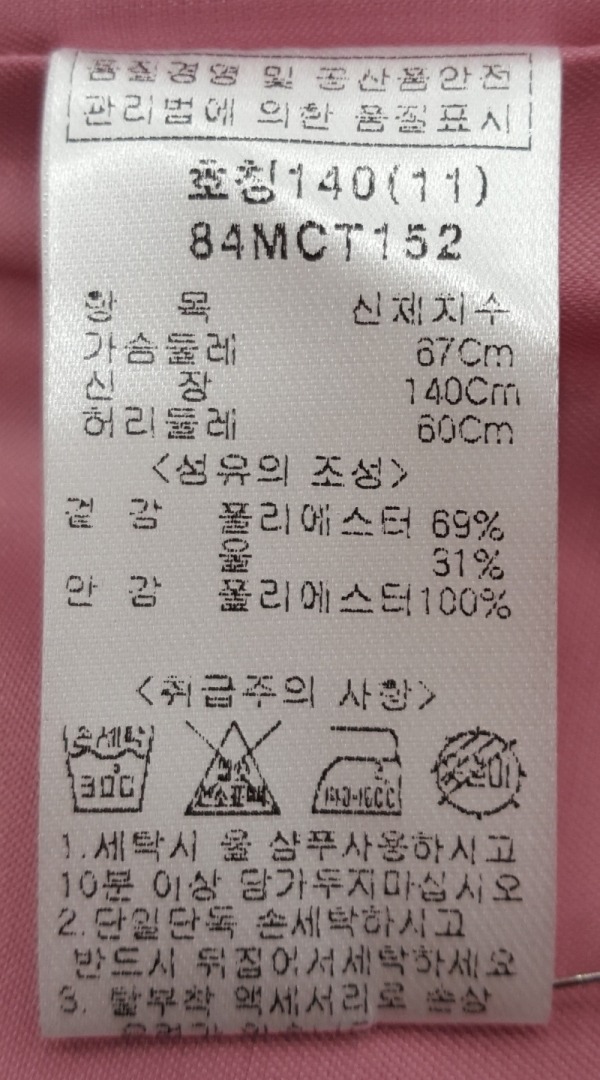 품질경영 및 공산품안전
관리법에 의한 품질표시
호칭140(11)
84MCT152
항 목 신체치수
가슴둘레 67Cm
신 장 140Cm
허리둘레 60Cm
<섬유의 조성>
겉 감 폴리에스터 69%
울 31%
안 감 폴리에스터100%
<취급주의 사항>
손세탁
30C
염소
산소표백
140-160C
1.세탁시 울 샴푸사용하시고
10분 이상 담가두지마십시오
2.단일단독 손세탁하시고
반드시 뒤집어서세탁하세요
3. 탈부착 액세서리로 손상